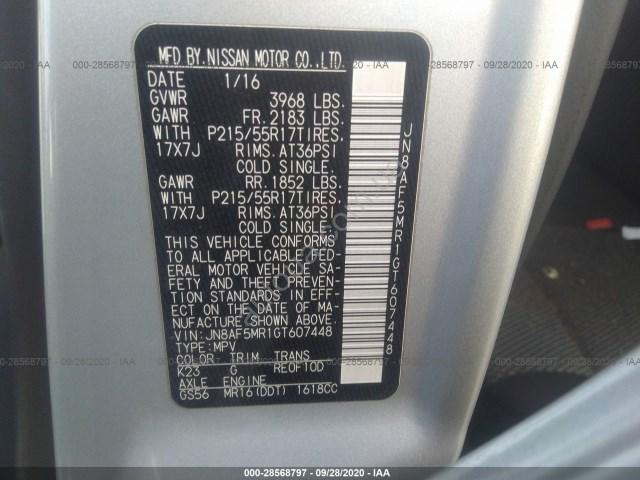 000-28568797 - 09/28/2020 - IAA
MFD BY.NISSAN MOTOR CO.,LTD.
DATE 1/16
GVWR 3968 LBS.
GAWR FR.2183 LBS.
WITH P215/55R17TIRES,
17X7J RIMS.AT36PSI
COLD SINGLE.
GAWR RR.1852 LBS.
WITH P215/55R17TIRES,
17X7J RIMS.AT36PSI
COLD SINGLE.
THIS VEHICLE CONFORMS
TO ALL APPLICABLE FED-
ERAL MOTOR VEHICLE SA-
FETY AND THEFT PREVEN-
TION STANDARDS IN EFF-
ECT ON THE DATE OF MA-
NUFACTURE SHOWN ABOVE.
VIN:JN8AF5MR1GT607448
TYPE:MPV
COLOR TRIM TRANS
K23 G RE0F10D
AXLE ENGINE
GS56 MR16(DDT) 1618CC
JN8AF5MR1GT607448
000-28568797 - 09/28/2020 - IAA